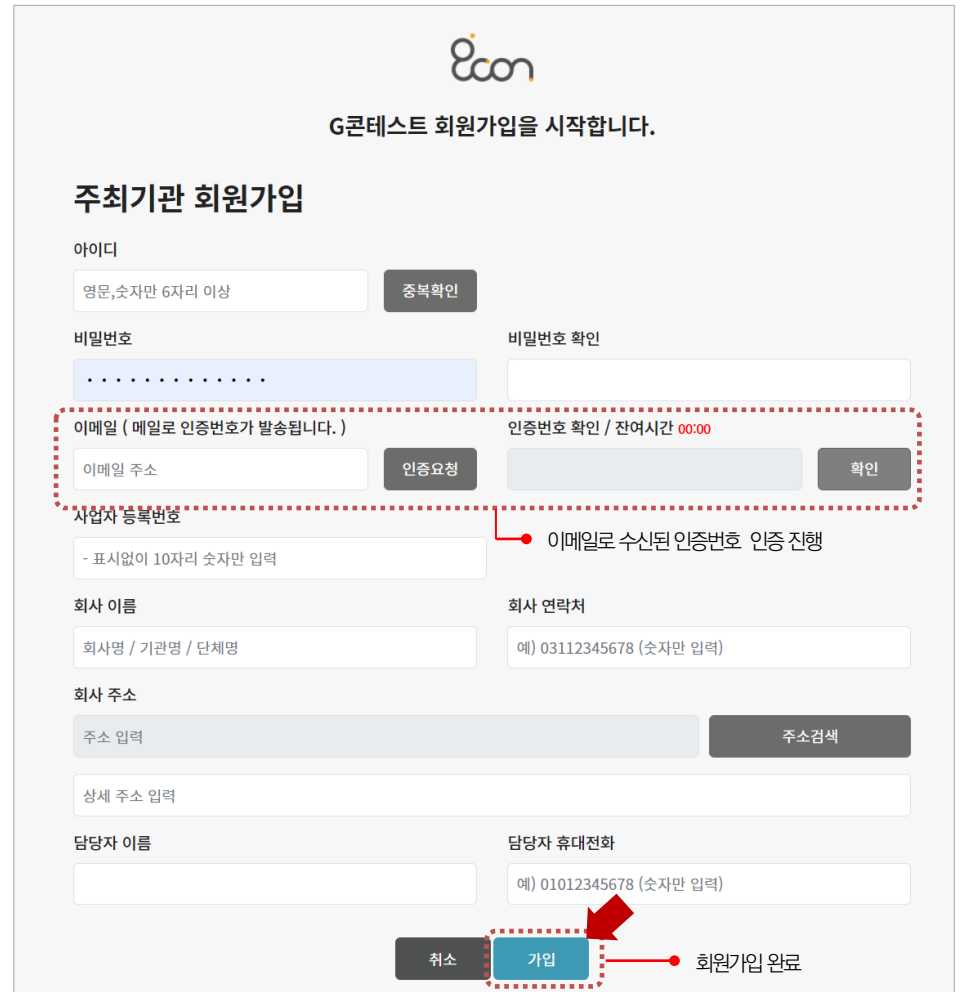 gcon
G콘테스트 회원가입을 시작합니다.
주최기관 회원가입
아이디
영문,숫자만 6자리 이상
중복확인
비밀번호
비밀번호 확인
이메일 ( 메일로 인증번호가 발송됩니다. )
인증번호 확인 / 잔여시간 00:00
이메일 주소
인증요청
확인
사업자 등록번호
이메일로 수신된 인증번호 인증 진행
- 표시없이 10자리 숫자만 입력
회사 이름
회사 연락처
회사명 / 기관명 / 단체명
예) 03112345678 (숫자만 입력)
회사 주소
주소 입력
주소검색
상세 주소 입력
담당자 이름
담당자 휴대전화
예) 01012345678 (숫자만 입력)
취소
가입
회원가입 완료